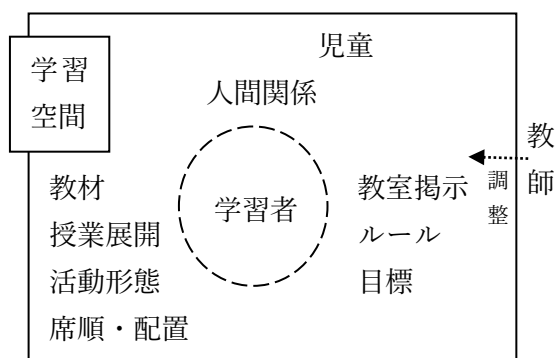 児童
学習
空間
人間関係
教師
調整
教材
授業展開
活動形態
席順・配置
学習者
教室掲示
ルール
目標